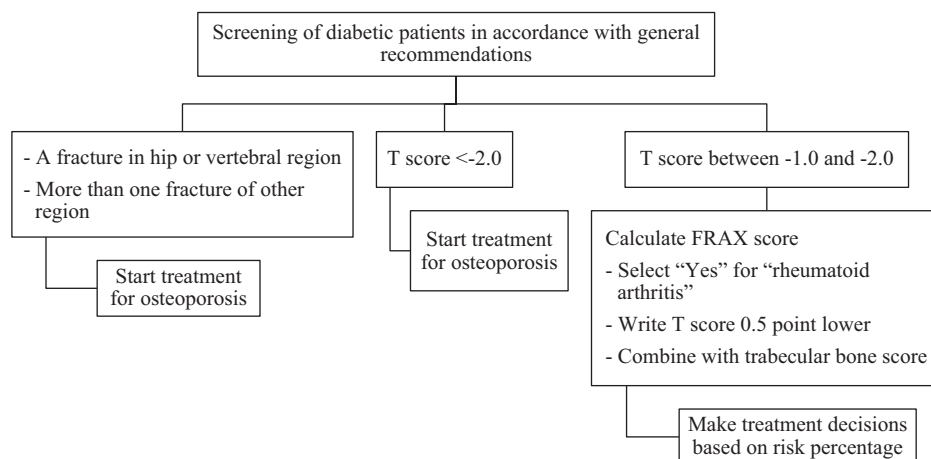 Screening of diabetic patients in accordance with general
recommendations
- A fracture in hip or vertebral region
- More than one fracture of other
region
Start treatment
for osteoporosis
T score <-2.0
Start treatment
for osteoporosis
T score between -1.0 and -2.0
Calculate FRAX score
- Select “Yes” for “rheumatoid
arthritis”
- Write T score 0.5 point lower
- Combine with trabecular bone score
Make treatment decisions
based on risk percentage